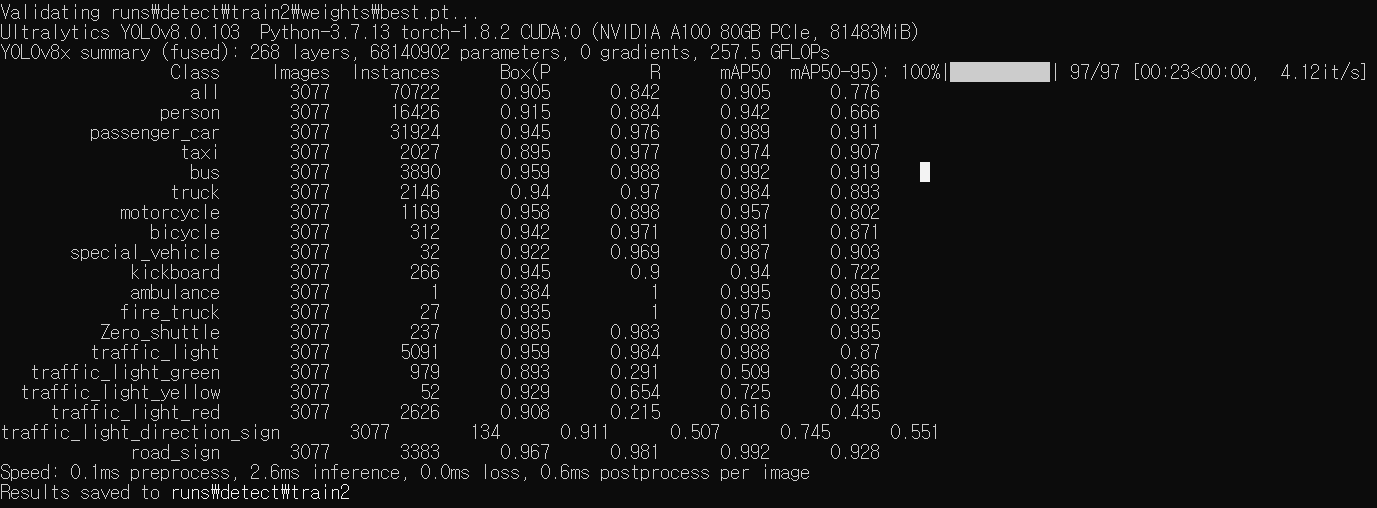 Validating runs₩detect₩train2₩weights₩best.pt...
Ultralytics YOLOv8.0.103 Python-3.7.13 torch-1.8.2 CUDA:0 (NVIDIA A100 80GB PCIe, 81483MiB)
YOLOv8x summary (fused): 268 layers, 68140902 parameters, 0 gradients, 257.5 GFLOPs
Class Images Instances Box(P R mAP50 mAP50-95): 100%|██████████| 97/97 [00:23<00:00, 4.12it/s]
all 3077 70722 0.905 0.842 0.905 0.776
person 3077 16426 0.915 0.884 0.942 0.666
passenger_car 3077 31924 0.945 0.976 0.989 0.911
taxi 3077 2027 0.895 0.977 0.974 0.907
bus 3077 3890 0.959 0.988 0.992 0.919
truck 3077 2146 0.94 0.97 0.984 0.893
motorcycle 3077 1169 0.958 0.898 0.957 0.802
bicycle 3077 312 0.942 0.971 0.981 0.871
special_vehicle 3077 32 0.922 0.969 0.987 0.903
kickboard 3077 266 0.945 0.9 0.94 0.722
ambulance 3077 1 0.384 1 0.995 0.895
fire_truck 3077 27 0.935 1 0.975 0.932
Zero_shuttle 3077 237 0.985 0.983 0.988 0.935
traffic_light 3077 5091 0.959 0.984 0.988 0.87
traffic_light_green 3077 979 0.893 0.291 0.509 0.366
traffic_light_yellow 3077 52 0.929 0.654 0.725 0.466
traffic_light_red 3077 2626 0.908 0.215 0.616 0.435
traffic_light_direction_sign 3077 134 0.911 0.507 0.745 0.551
road_sign 3077 3383 0.967 0.981 0.992 0.928
Speed: 0.1ms preprocess, 2.6ms inference, 0.0ms loss, 0.6ms postprocess per image
Results saved to runs₩detect₩train2